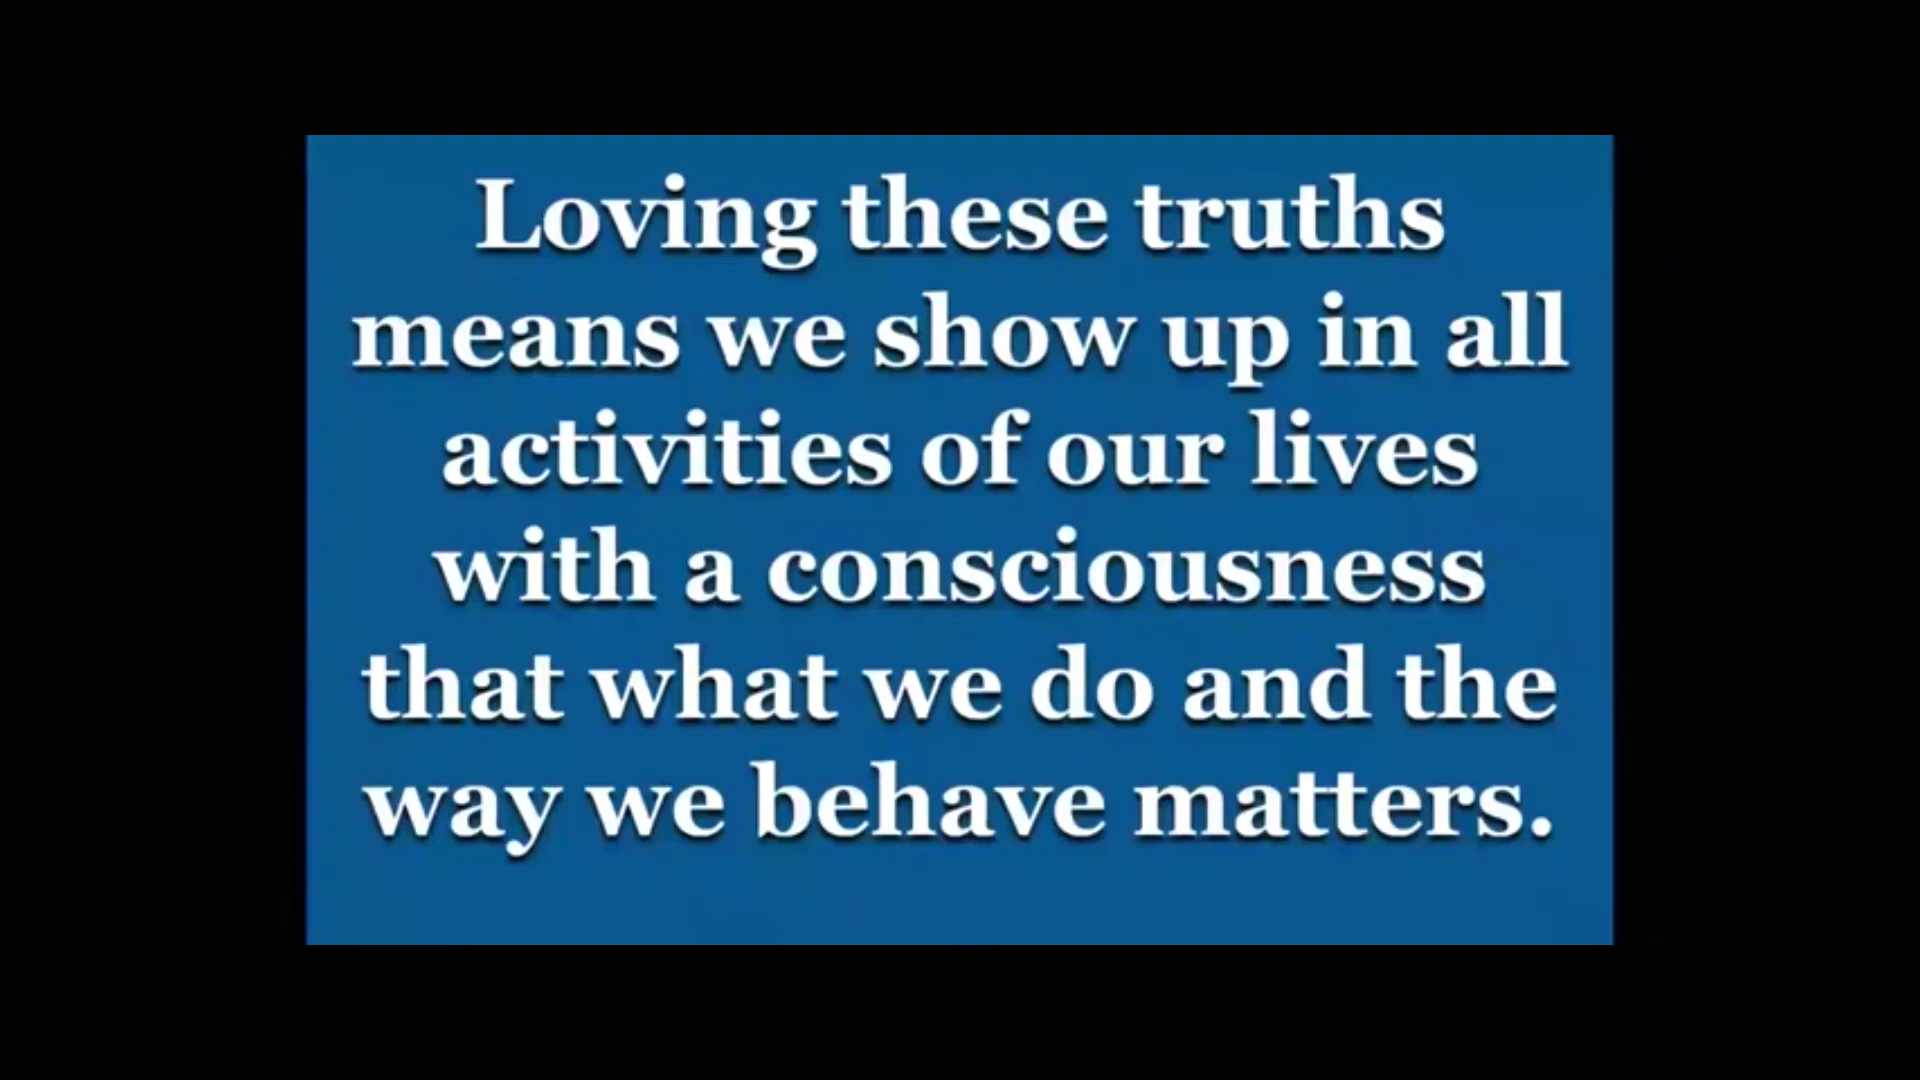 Loving these truths
means we show up in all
activities of our lives
with a consciousness
that what we do and the
way we behave matters.